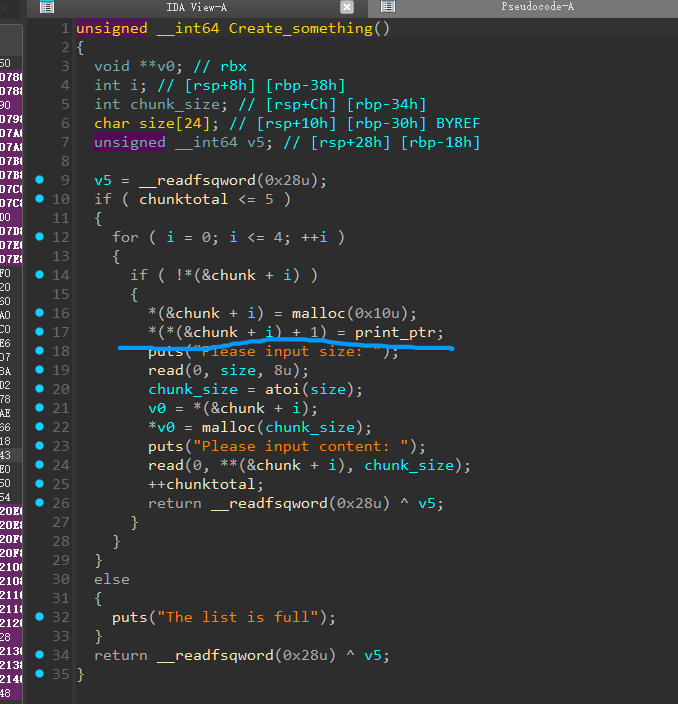 IDA View-A
Pseudocode-A
1 unsigned __int64 Create_something()
2 {
3 void **v0; // rbx
4 int i; // [rsp+8h] [rbp-38h]
5 int chunk_size; // [rsp+Ch] [rbp-34h]
6 char size[24]; // [rsp+10h] [rbp-30h] BYREF
7 unsigned __int64 v5; // [rsp+28h] [rbp-18h]
8
9 v5 = __readfsqword(0x28u);
10 if ( chunktotal <= 5 )
11 {
12 for ( i = 0; i <= 4; ++i )
13 {
14 if ( !*(&chunk + i) )
15 {
16 *(&chunk + i) = malloc(0x10u);
17 *(*(&chunk + i) + 1) = print_ptr;
18 puts("Please input size: ");
19 read(0, size, 8u);
20 chunk_size = atoi(size);
21 v0 = *(&chunk + i);
22 *v0 = malloc(chunk_size);
23 puts("Please input content: ");
24 read(0, **(&chunk + i), chunk_size);
25 ++chunktotal;
26 return __readfsqword(0x28u) ^ v5;
27 }
28 }
29 }
30 else
31 {
32 puts("The list is full");
33 }
34 return __readfsqword(0x28u) ^ v5;
35 }